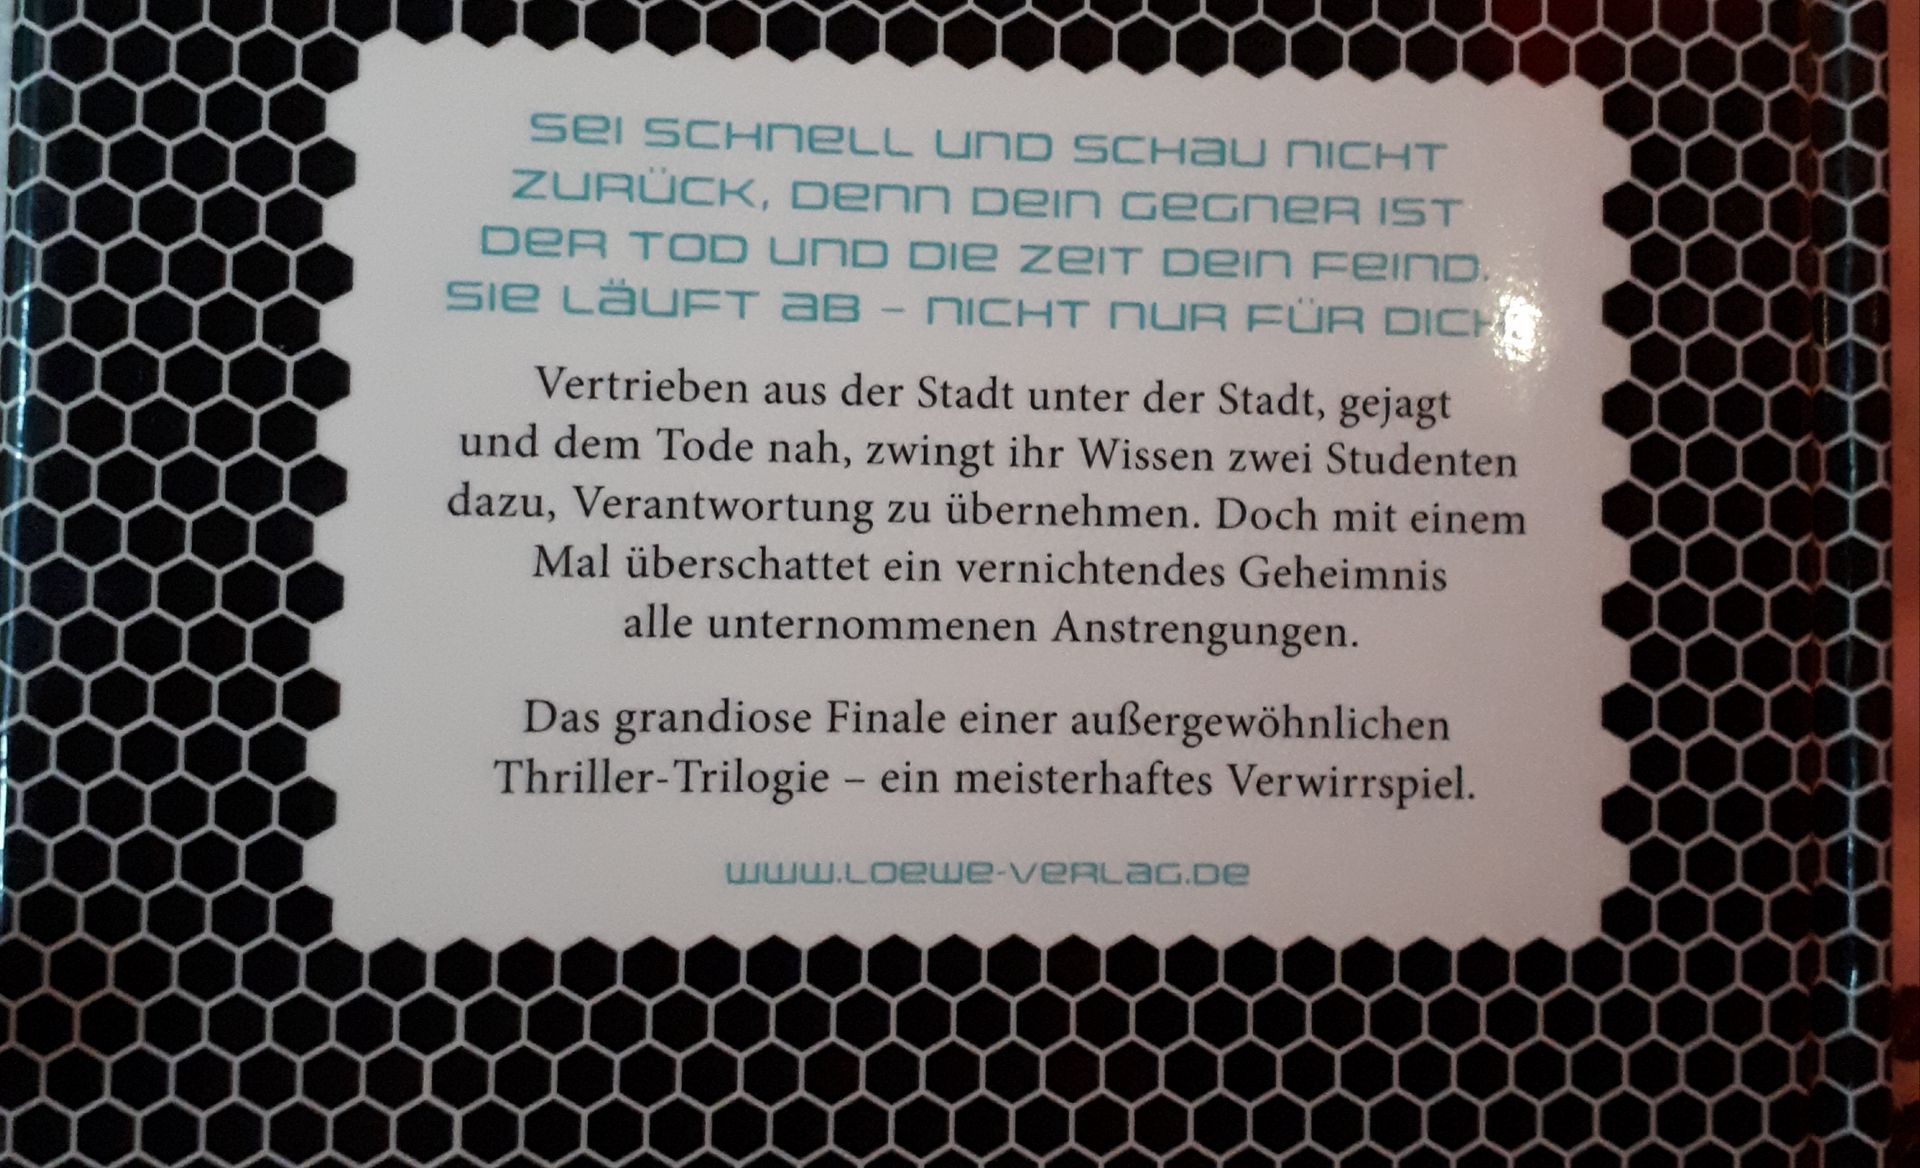 SEI SCHNELL UND SCHAU NICHT
ZURÜCK, DENN DEIN GEGNER IST
DER TOD UND DIE ZEIT DEIN FEIND.
SIE LÄUFT AB – NICHT NUR FÜR DICH
Vertrieben aus der Stadt unter der Stadt, gejagt
und dem Tode nah, zwingt ihr Wissen zwei Studenten
dazu, Verantwortung zu übernehmen. Doch mit einem
Mal überschattet ein vernichtendes Geheimnis
alle unternommenen Anstrengungen.
Das grandiose Finale einer außergewöhnlichen
Thriller-Trilogie – ein meisterhaftes Verwirrspiel.
WWW.LOEWE-VERLAG.DE